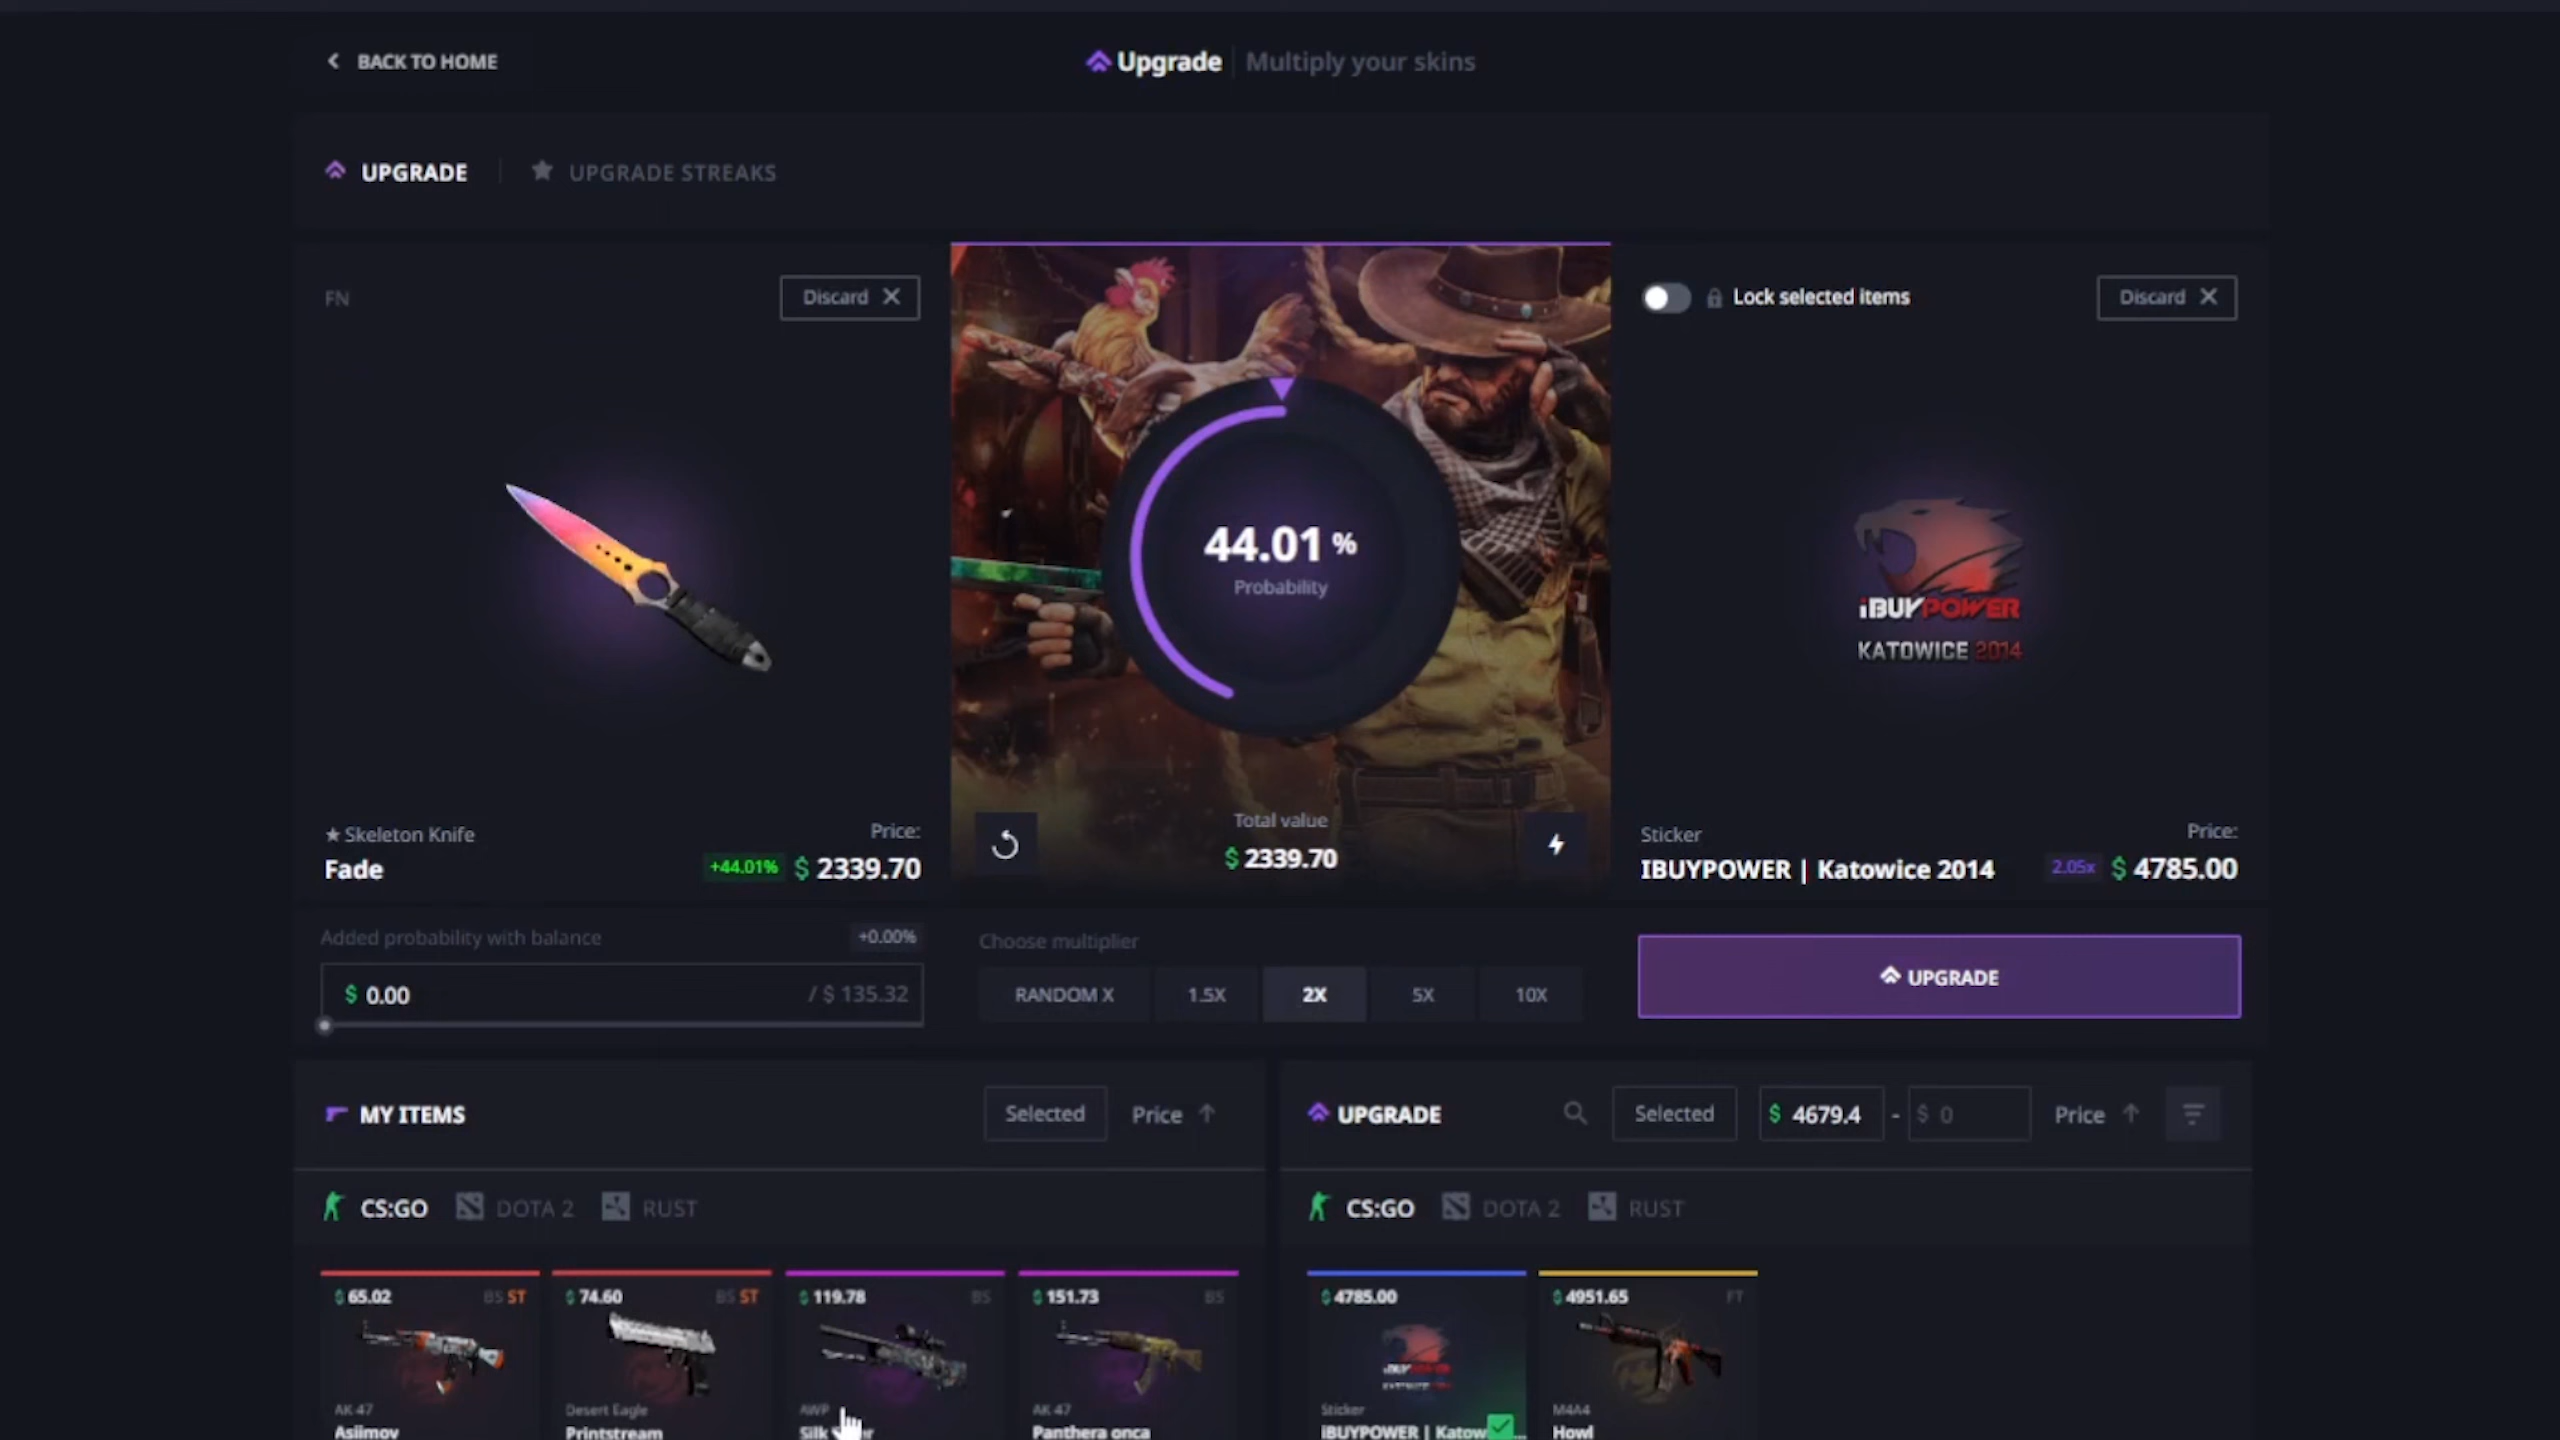 BACK TO HOME
Upgrade Multiply your skins
UPGRADE UPGRADE STREAKS
FN Discard
Lock selected items Discard
44.01 %
Probability
iBUYPOWER
KATOWICE 2014
★ Skeleton Knife Price:
Fade +44.01% $ 2339.70
Total value
$ 2339.70
Sticker Price:
IBUYPOWER | Katowice 2014 2.05x $ 4785.00
Added probability with balance +0.00%
$ 0.00 / $ 135.32
Choose multiplier
RANDOM X 1.5X 2X 5X 10X
UPGRADE
MY ITEMS Selected Price
UPGRADE Selected $ 4679.4 - $ 0 Price
CS:GO DOTA 2 RUST
CS:GO DOTA 2 RUST
$ 65.02 BS ST
AK 47
Asiimov
$ 74.60 BS ST
Desert Eagle
Printstream
$ 119.78 BS
AWP
Silk
$ 151.73 BS
AK 47
Panthera onca
$ 4785.00
Sticker
iBUYPOWER | Katow...
$ 4951.65 FT
M4A4
Howl